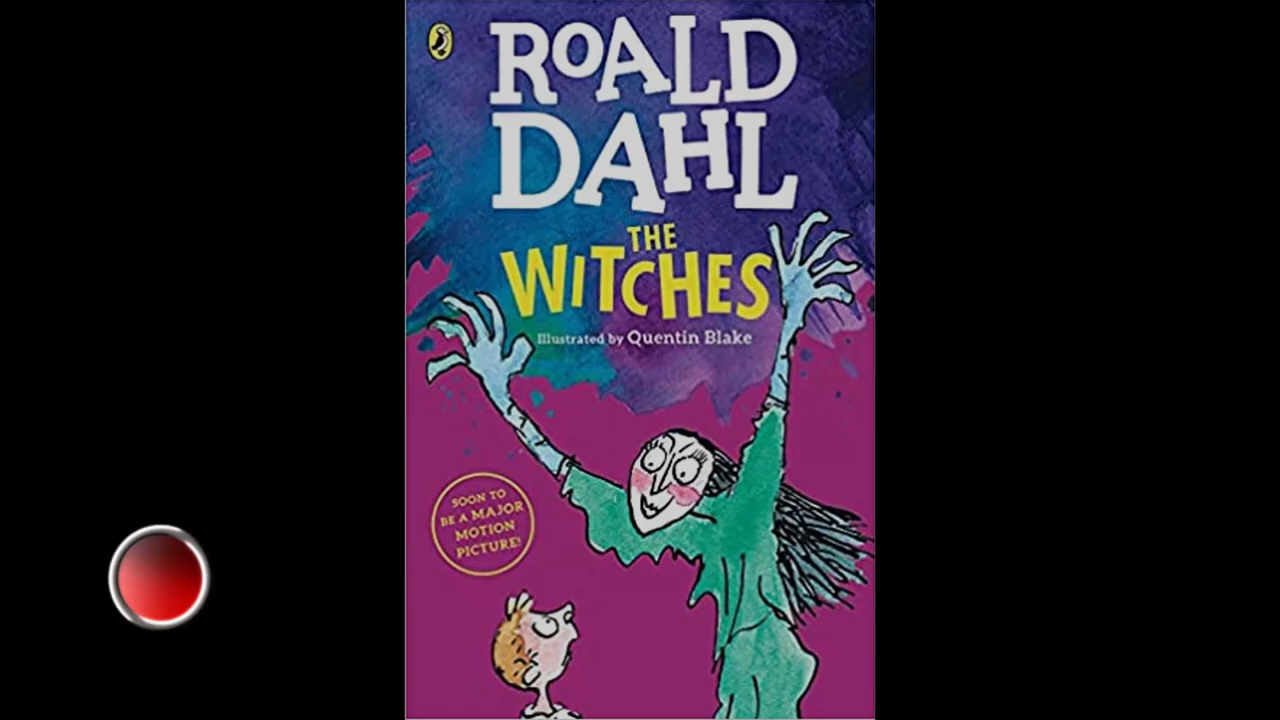 ROALD
DAHL
THE
WITCHES
Illustrated by Quentin Blake
SOON TO
BE A MAJOR
MOTION
PICTURE!